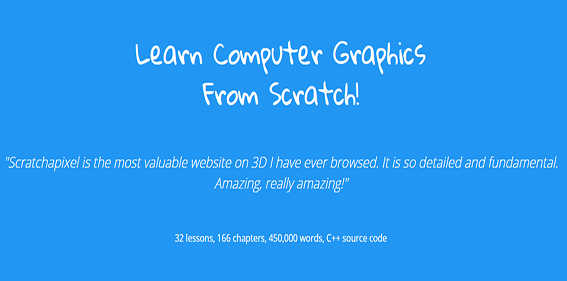 Learn Computer Graphics
From Scratch!
"Scratchapixel is the most valuable website on 3D I have ever browsed. It is so detailed and fundamental.
Amazing, really amazing!"
32 lessons, 166 chapters, 450,000 words, C++ source code